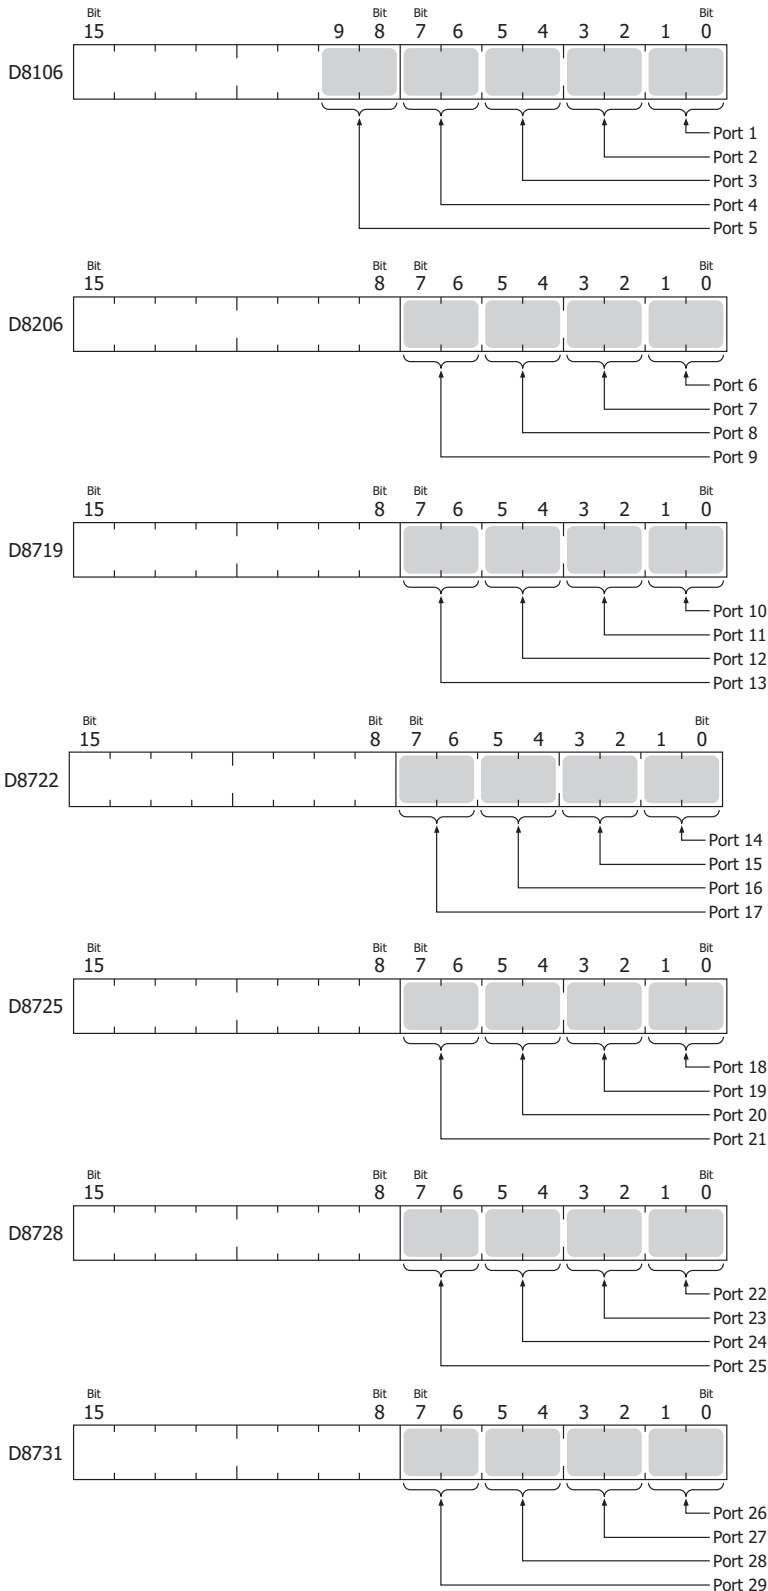 Bit Bit Bit Bit
15 9 8 7 6 5 4 3 2 1 0
D8106
Port 1
Port 2
Port 3
Port 4
Port 5
Bit Bit Bit Bit
15 8 7 6 5 4 3 2 1 0
D8206
Port 6
Port 7
Port 8
Port 9
Bit Bit Bit Bit
15 8 7 6 5 4 3 2 1 0
D8719
Port 10
Port 11
Port 12
Port 13
Bit Bit Bit Bit
15 8 7 6 5 4 3 2 1 0
D8722
Port 14
Port 15
Port 16
Port 17
Bit Bit Bit Bit
15 8 7 6 5 4 3 2 1 0
D8725
Port 18
Port 19
Port 20
Port 21
Bit Bit Bit Bit
15 8 7 6 5 4 3 2 1 0
D8728
Port 22
Port 23
Port 24
Port 25
Bit Bit Bit Bit
15 8 7 6 5 4 3 2 1 0
D8731
Port 26
Port 27
Port 28
Port 29